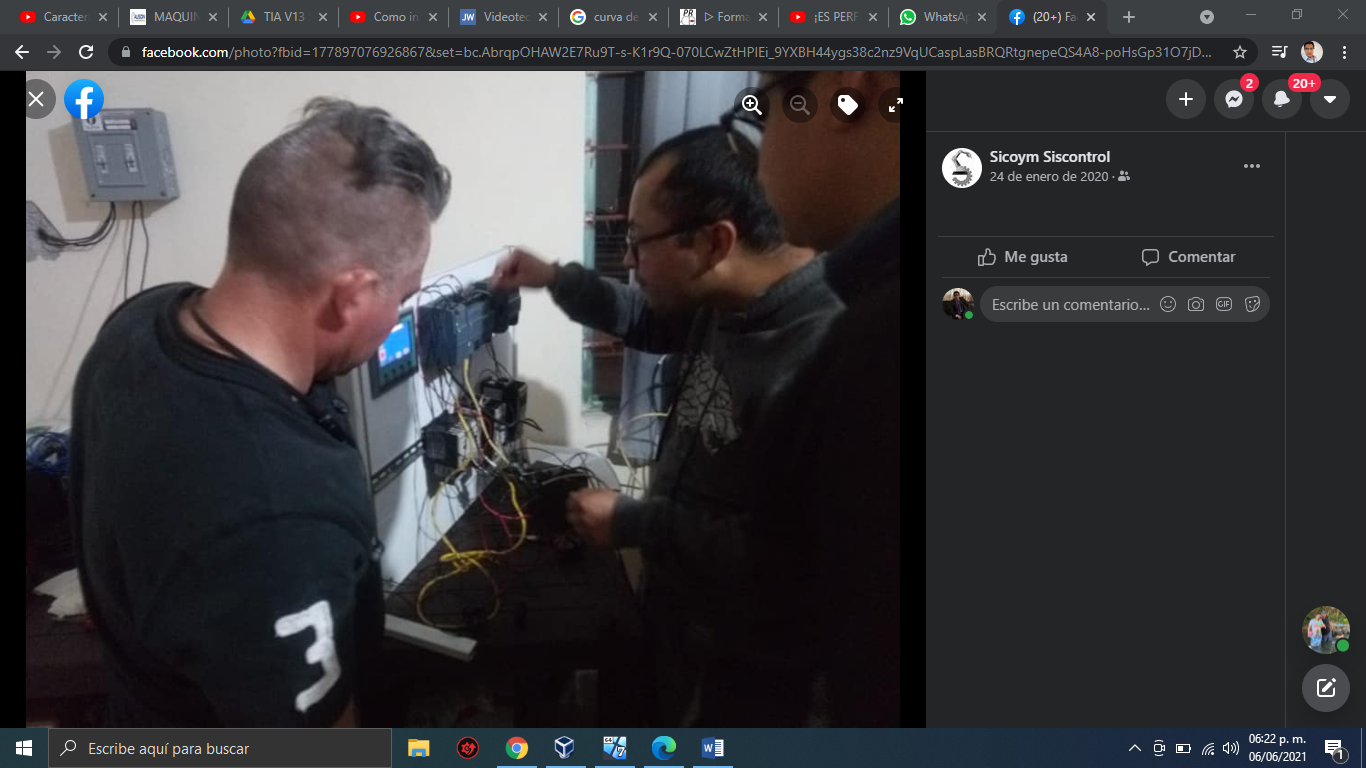 Caracter
MAQUIN
TIA V13
Como in
Videotec
curva de
Forma
¡ES PERF
WhatsAp
(20+) Fa
facebook.com/photo?fbid=177897076926867&set=bc.AbrqpOHAW2E7Ru9T-s-K1r9Q-070LCwZtHPIEi_9YXBH44ygs38c2nz9VqUCaspLasBRQRtgnepeQS4A8-poHsGp31O7jD...
2
20+
Sicoym Siscontrol
24 de enero de 2020 ·
Me gusta
Comentar
Escribe un comentario...
GIF
3
Escribe aquí para buscar
06:22 p. m.
06/06/2021
1